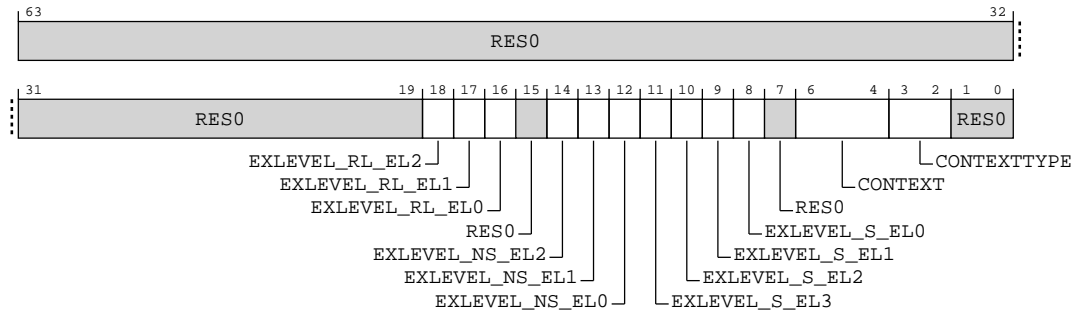 63 32
RES0
31 19 18 17 16 15 14 13 12 11 10 9 8 7 6 4 3 2 1 0
RES0 RES0
EXLEVEL_RL_EL2 CONTEXTTYPE
EXLEVEL_RL_EL1 CONTEXT
EXLEVEL_RL_EL0 RES0
RES0 EXLEVEL_S_EL0
EXLEVEL_NS_EL2 EXLEVEL_S_EL1
EXLEVEL_NS_EL1 EXLEVEL_S_EL2
EXLEVEL_NS_EL0 EXLEVEL_S_EL3